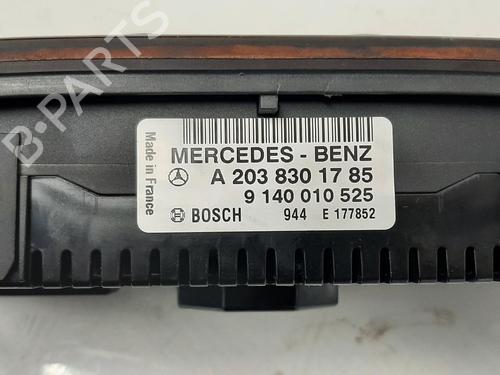 B-PARTS
Made in France
MERCEDES - BENZ
A 203 830 17 85
9 140 010 525
BOSCH 944 E 177852